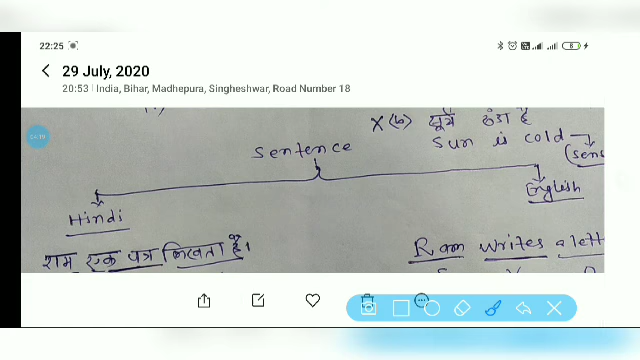 22:25
8
29 July, 2020
20:53 India, Bihar, Madhepura, Singheshwar, Road Number 18
X (b) सूर्य ठंडा है
Sun is cold
Sentence
Hindi
English
राम एक पत्र लिखता है।
Ram writes a lett